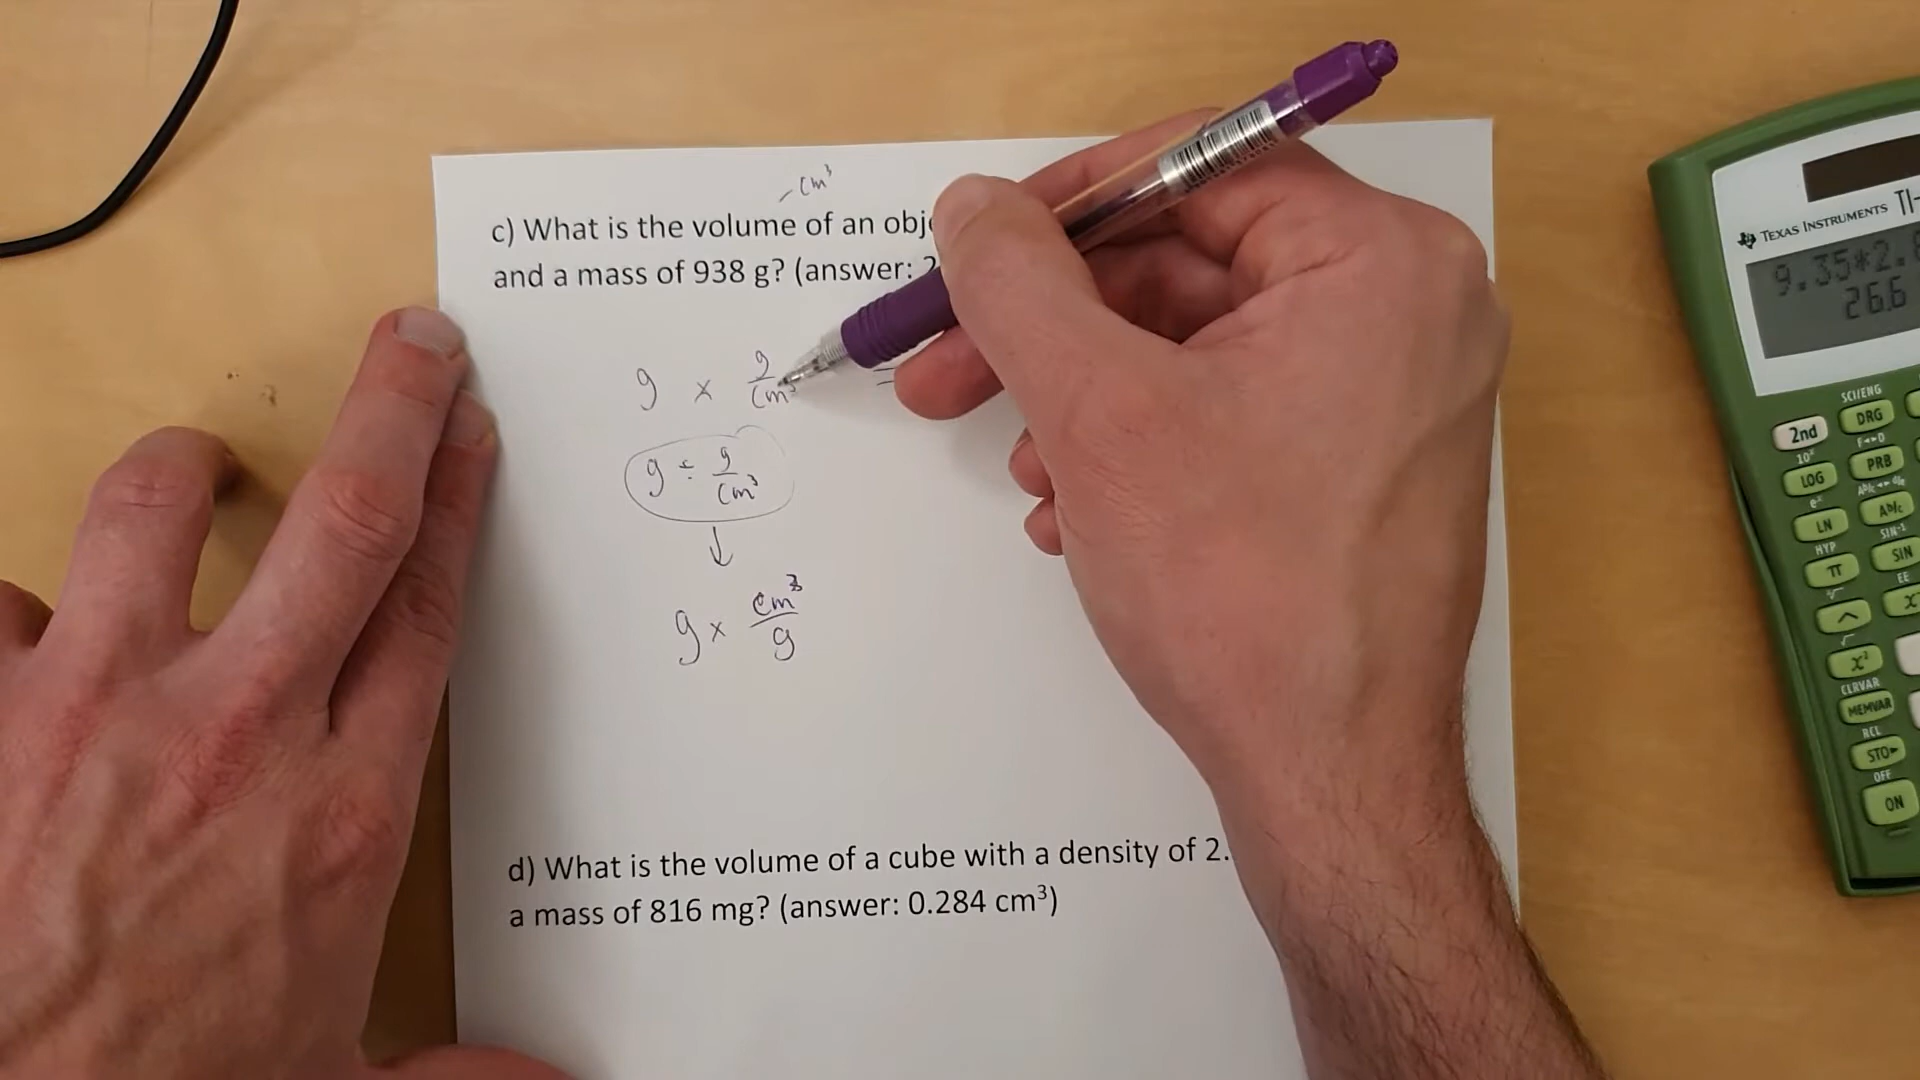 cm³
c) What is the volume of an obj
and a mass of 938 g? (answer: 2
g × g/cm³ =
g ÷ g/cm³
↓
g × cm³/g
d) What is the volume of a cube with a density of 2.
a mass of 816 mg? (answer: 0.284 cm³)
TEXAS INSTRUMENTS TI-
9.35*2.8
26.6
SCI/ENG
2nd DRG
10ˣ F◄►D
LOG PRB
eˣ
LN
HYP SIN⁻¹
π SIN
EE
^
√
x²
CLRVAR
MEMVAR
RCL
STO►
OFF
ON